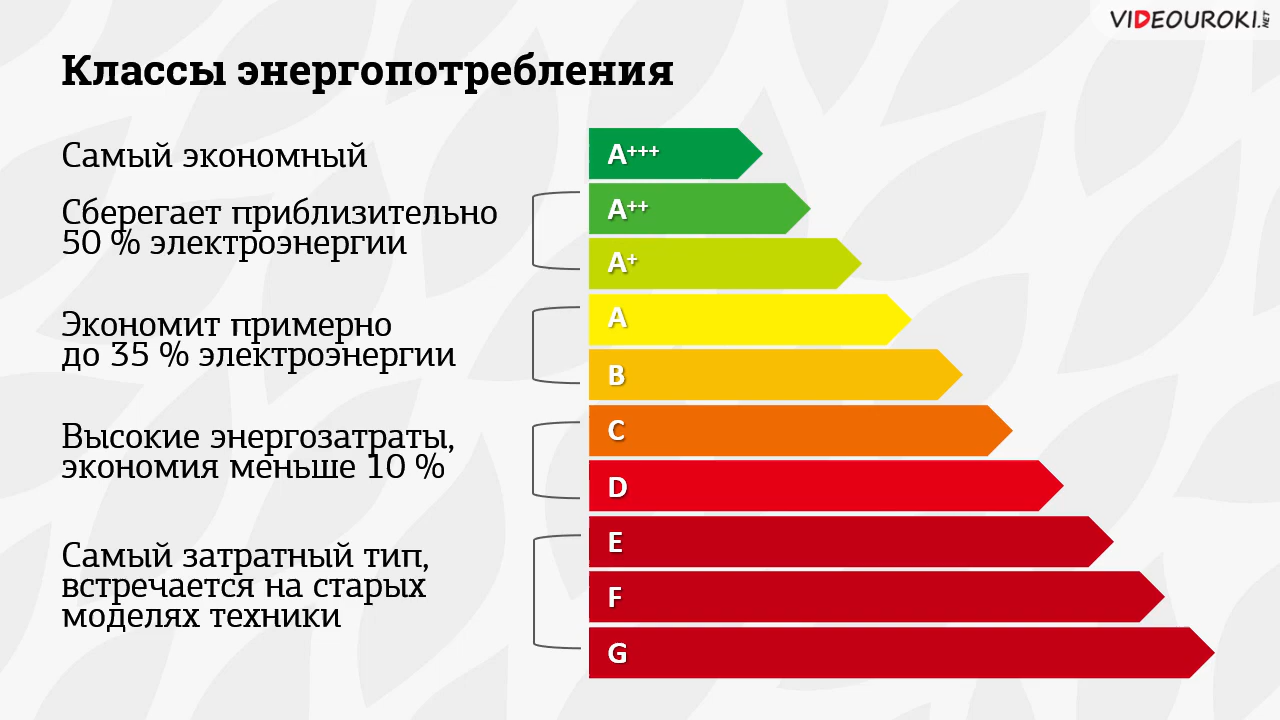 VIDEOUROKI.NET
Классы энергопотребления
Самый экономный
A+++
Сберегает приблизительно
50 % электроэнергии
A++
A+
Экономит примерно
до 35 % электроэнергии
A
B
Высокие энергозатраты,
экономия меньше 10 %
C
D
Самый затратный тип,
встречается на старых
моделях техники
E
F
G